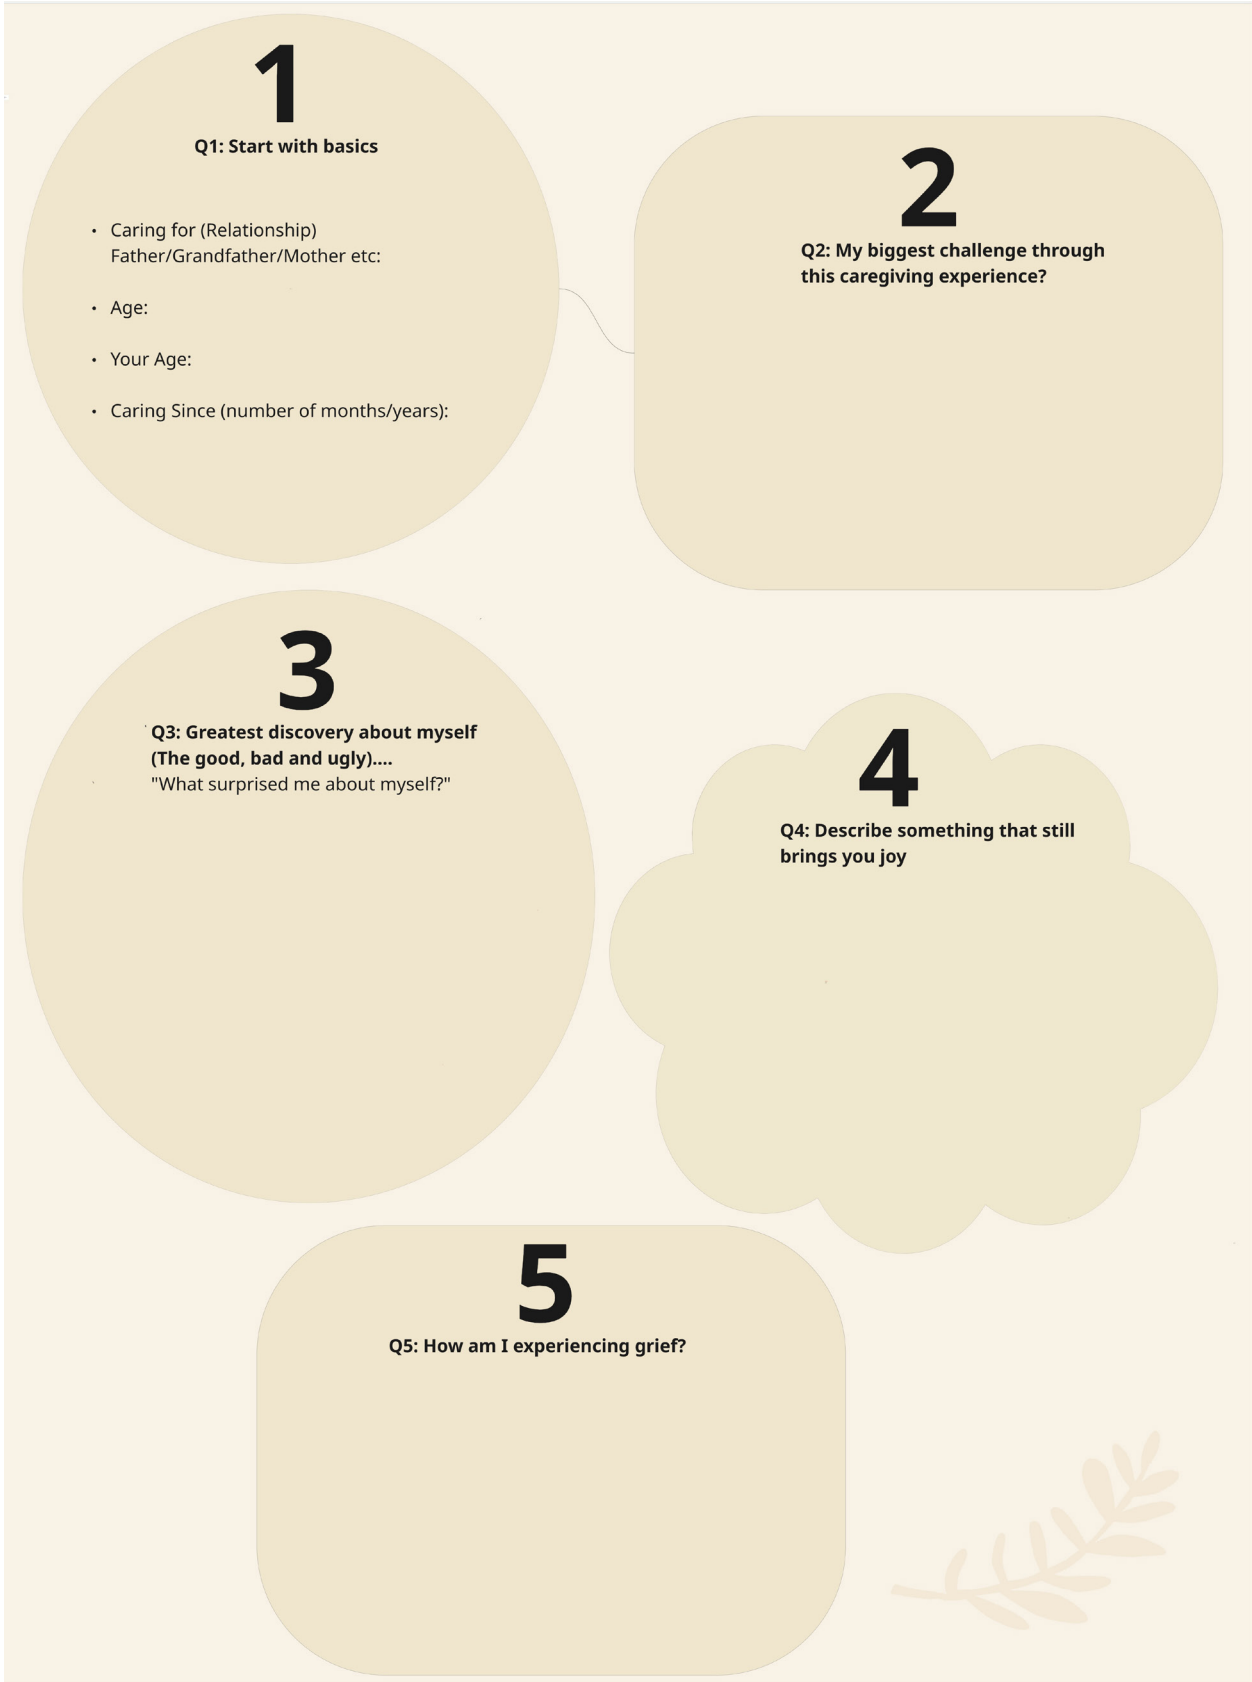 1
Q1: Start with basics
• Caring for (Relationship)
Father/Grandfather/Mother etc:
• Age:
• Your Age:
• Caring Since (number of months/years):
2
Q2: My biggest challenge through
this caregiving experience?
3
Q3: Greatest discovery about myself
(The good, bad and ugly)....
"What surprised me about myself?"
4
Q4: Describe something that still
brings you joy
5
Q5: How am I experiencing grief?